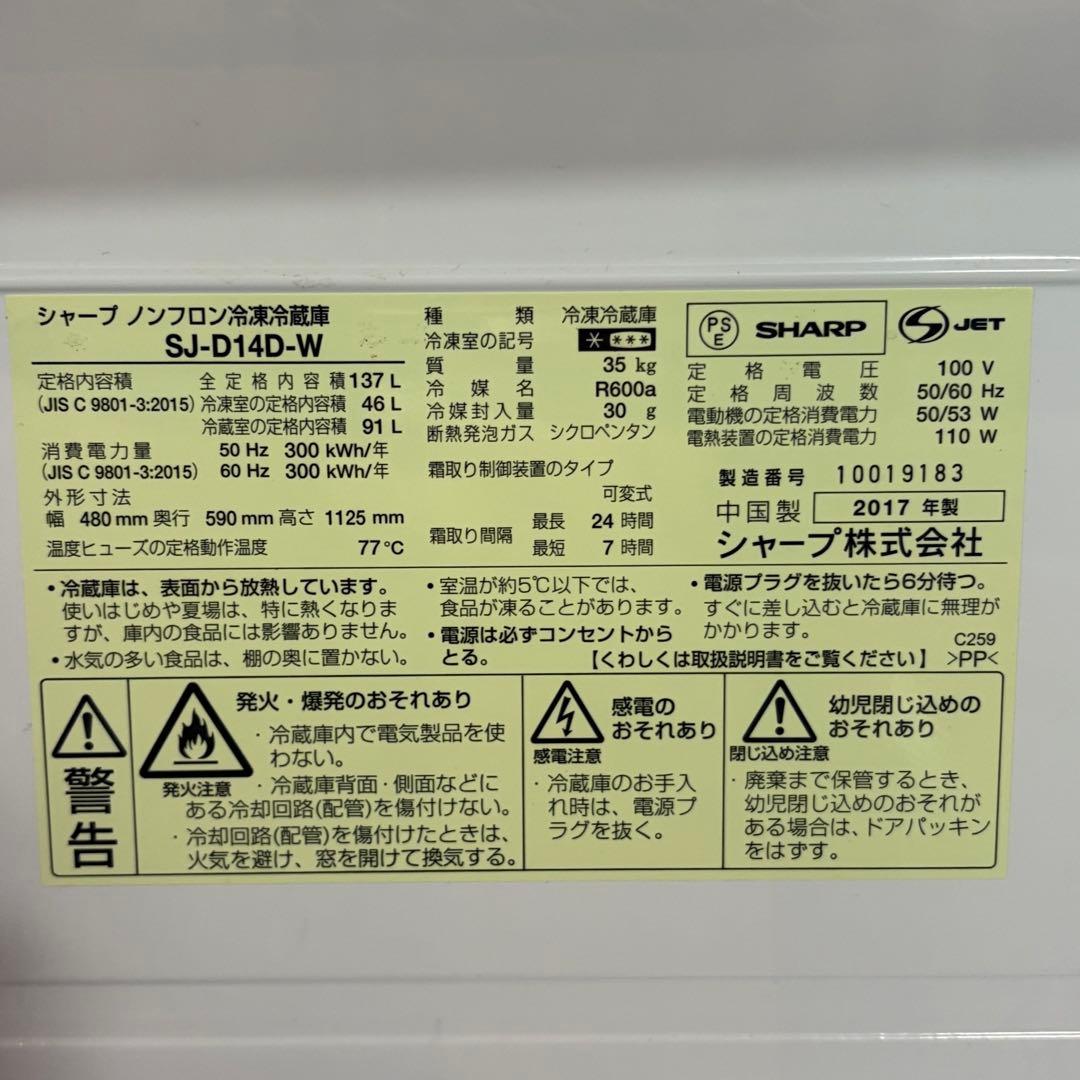 シャープ ノンフロン冷凍冷蔵庫
SJ-D14D-W
定格内容積 全定格内容積 137 L
(JIS C 9801-3:2015) 冷凍室の定格内容積 46 L
冷蔵室の定格内容積 91 L
消費電力量 50 Hz 300 kWh/年
(JIS C 9801-3:2015) 60 Hz 300 kWh/年
外形寸法
幅 480 mm 奥行 590 mm 高さ 1125 mm
温度ヒューズの定格動作温度 77℃
種類 冷凍冷蔵庫
冷凍室の記号 * ***
質量 35 kg
冷媒名 R600a
冷媒封入量 30 g
断熱発泡ガス シクロペンタン
霜取り制御装置のタイプ
可変式
霜取り間隔 最長 24 時間
最短 7 時間
PSE SHARP S JET
定格電圧 100 V
定格周波数 50/60 Hz
電動機の定格消費電力 50/53 W
電熱装置の定格消費電力 110 W
製造番号 10019183
中国製 2017 年製
シャープ株式会社
・冷蔵庫は、表面から放熱しています。
使いはじめや夏場は、特に熱くなりま
すが、庫内の食品には影響ありません。
・水気の多い食品は、棚の奥に置かない。
・室温が約5℃以下では、
食品が凍ることがあります。
・電源は必ずコンセントから
とる。
・電源プラグを抜いたら6分待つ。
すぐに差し込むと冷蔵庫に無理が
かかります。
C259
【くわしくは取扱説明書をご覧ください】 >PP<
警告
発火・爆発のおそれあり
発火注意
・冷蔵庫内で電気製品を使
わない。
・冷蔵庫背面・側面などに
ある冷却回路(配管)を傷付けない。
・冷却回路(配管)を傷付けたときは、
火気を避け、窓を開けて換気する。
感電の
おそれあり
感電注意
・冷蔵庫のお手入
れ時は、電源プ
ラグを抜く。
幼児閉じ込めの
おそれあり
閉じ込め注意
・廃棄まで保管するとき、
幼児閉じ込めのおそれが
ある場合は、ドアパッキン
をはずす。